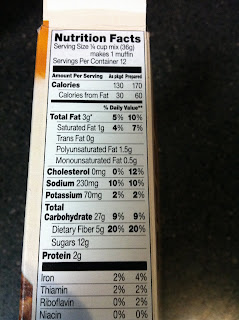 Nutrition Facts
Serving Size ¼ cup mix (36g)
makes 1 muffin
Servings Per Container 12
Amount Per Serving As pkgd Prepared
Calories 130 170
Calories from Fat 30 60
% Daily Value**
Total Fat 3g* 5% 10%
Saturated Fat 1g 4% 7%
Trans Fat 0g
Polyunsaturated Fat 1.5g
Monounsaturated Fat 0.5g
Cholesterol 0mg 0% 12%
Sodium 230mg 10% 10%
Potassium 70mg 2% 2%
Total
Carbohydrate 27g 9% 9%
Dietary Fiber 5g 20% 20%
Sugars 12g
Protein 2g
Iron 2% 4%
Thiamin 2% 2%
Riboflavin 0% 2%
Niacin 0% 0%